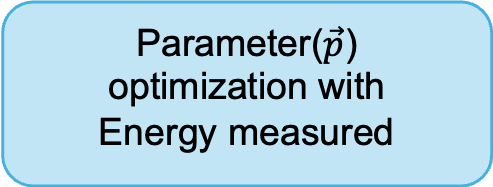 Parameter(p⃗)
optimization with
Energy measured